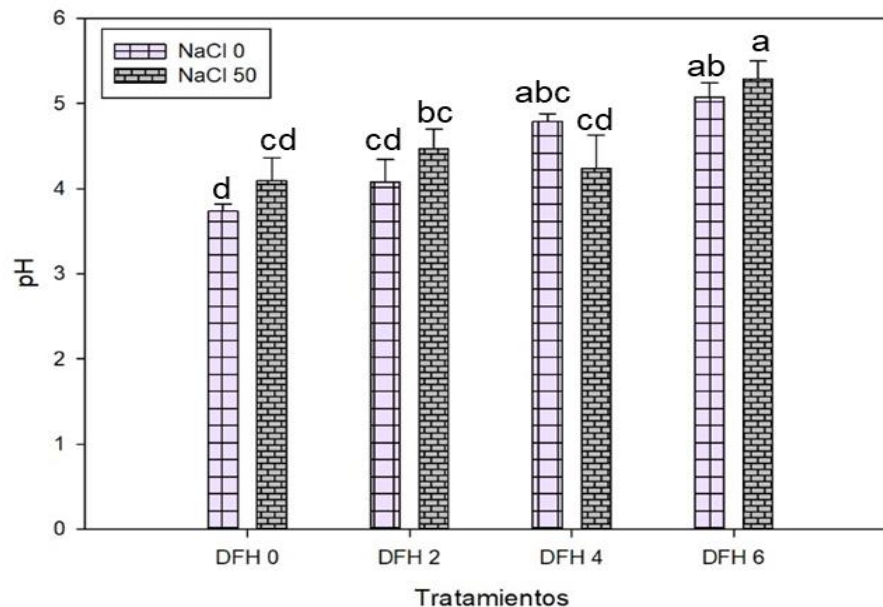 6
NaCl 0
NaCl 50
a
ab
abc
5
bc
cd
cd
cd
4
d
pH
3
2
1
0
DFH 0
DFH 2
DFH 4
DFH 6
Tratamientos